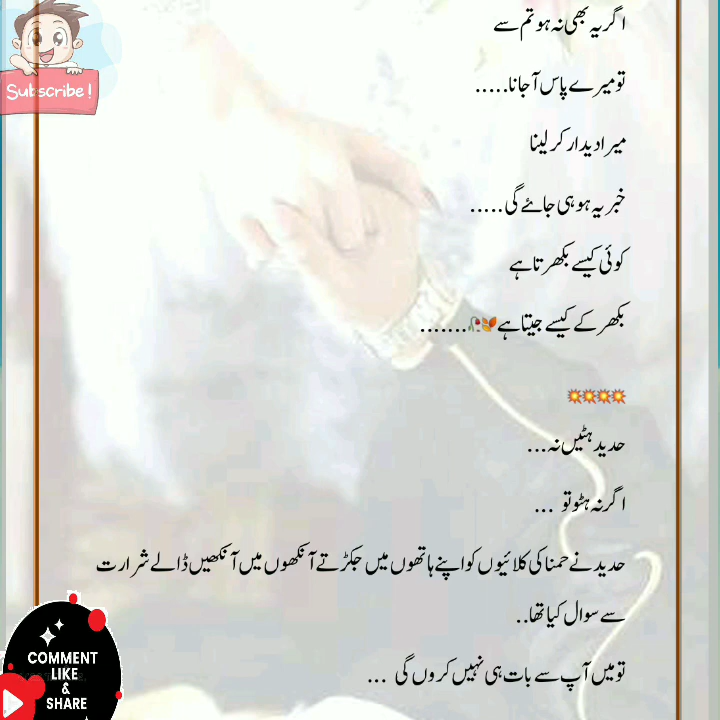 اگر یہ بھی نہ ہو تم سے
تو میرے پاس آجانا.....
میرا دیدار کر لینا
خبر یہ ہو ہی جائے گی.....
کوئی کیسے بکھرتا ہے
بکھر کے کیسے جیتا ہے🍂🥀.......
💥💥💥💥
حدید ہٹیں نہ...
اگر نہ ہٹو تو ...
حدید نے حمنا کی کلائیوں کو اپنے ہاتھوں میں جکڑتے آنکھوں میں آنکھیں ڈالے شرارت
سے سوال کیا تھا..
تو میں آپ سے بات ہی نہیں کروں گی ...
Subscribe!
COMMENT
LIKE
&
SHARE